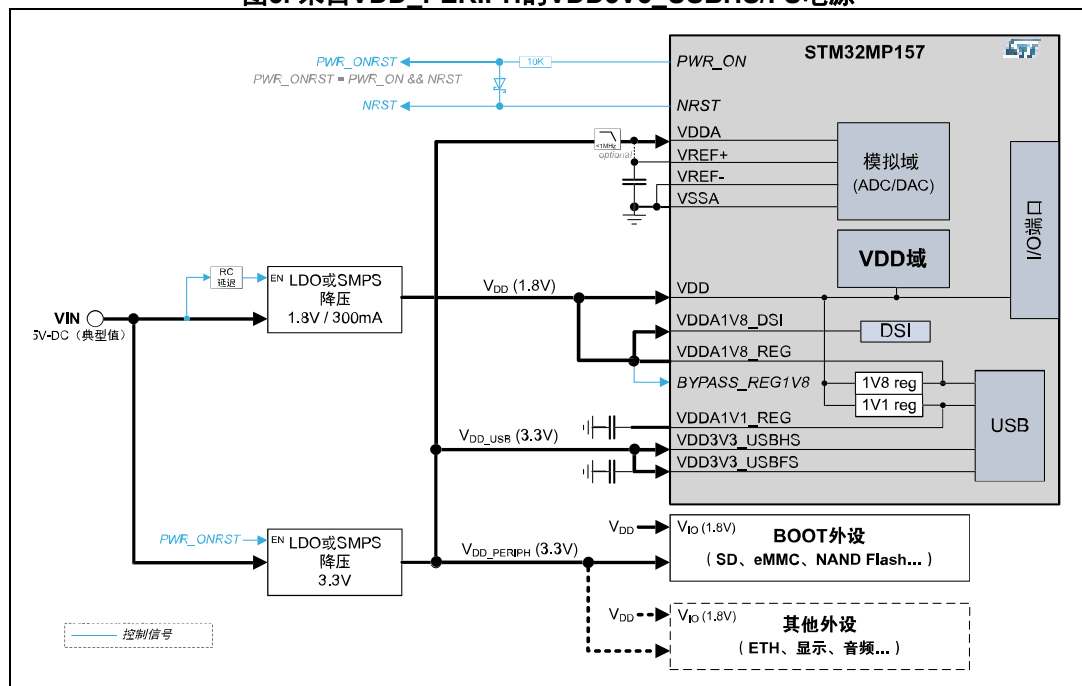 STM32MP157
PWR_ONRST
10K
PWR_ON
PWR_ONRST = PWR_ON && NRST
NRST
NRST
<1MHz
optional
VDDA
VREF+
VREF-
VSSA
模拟域
(ADC/DAC)
I/O端口
VDD域
RC
延迟
EN
LDO或SMPS
降压
1.8V / 300mA
VDD (1.8V)
VDD
VIN
5V-DC（典型值）
VDDA1V8_DSI
DSI
VDDA1V8_REG
BYPASS_REG1V8
1V8 reg
1V1 reg
USB
VDDA1V1_REG
VDD_USB (3.3V)
VDD3V3_USBHS
VDD3V3_USBFS
PWR_ONRST
EN
LDO或SMPS
降压
3.3V
VDD_PERIPH (3.3V)
VDD
VIO (1.8V)
BOOT外设
（SD、eMMC、NAND Flash...）
VDD
VIO (1.8V)
其他外设
（ETH、显示、音频...）
控制信号